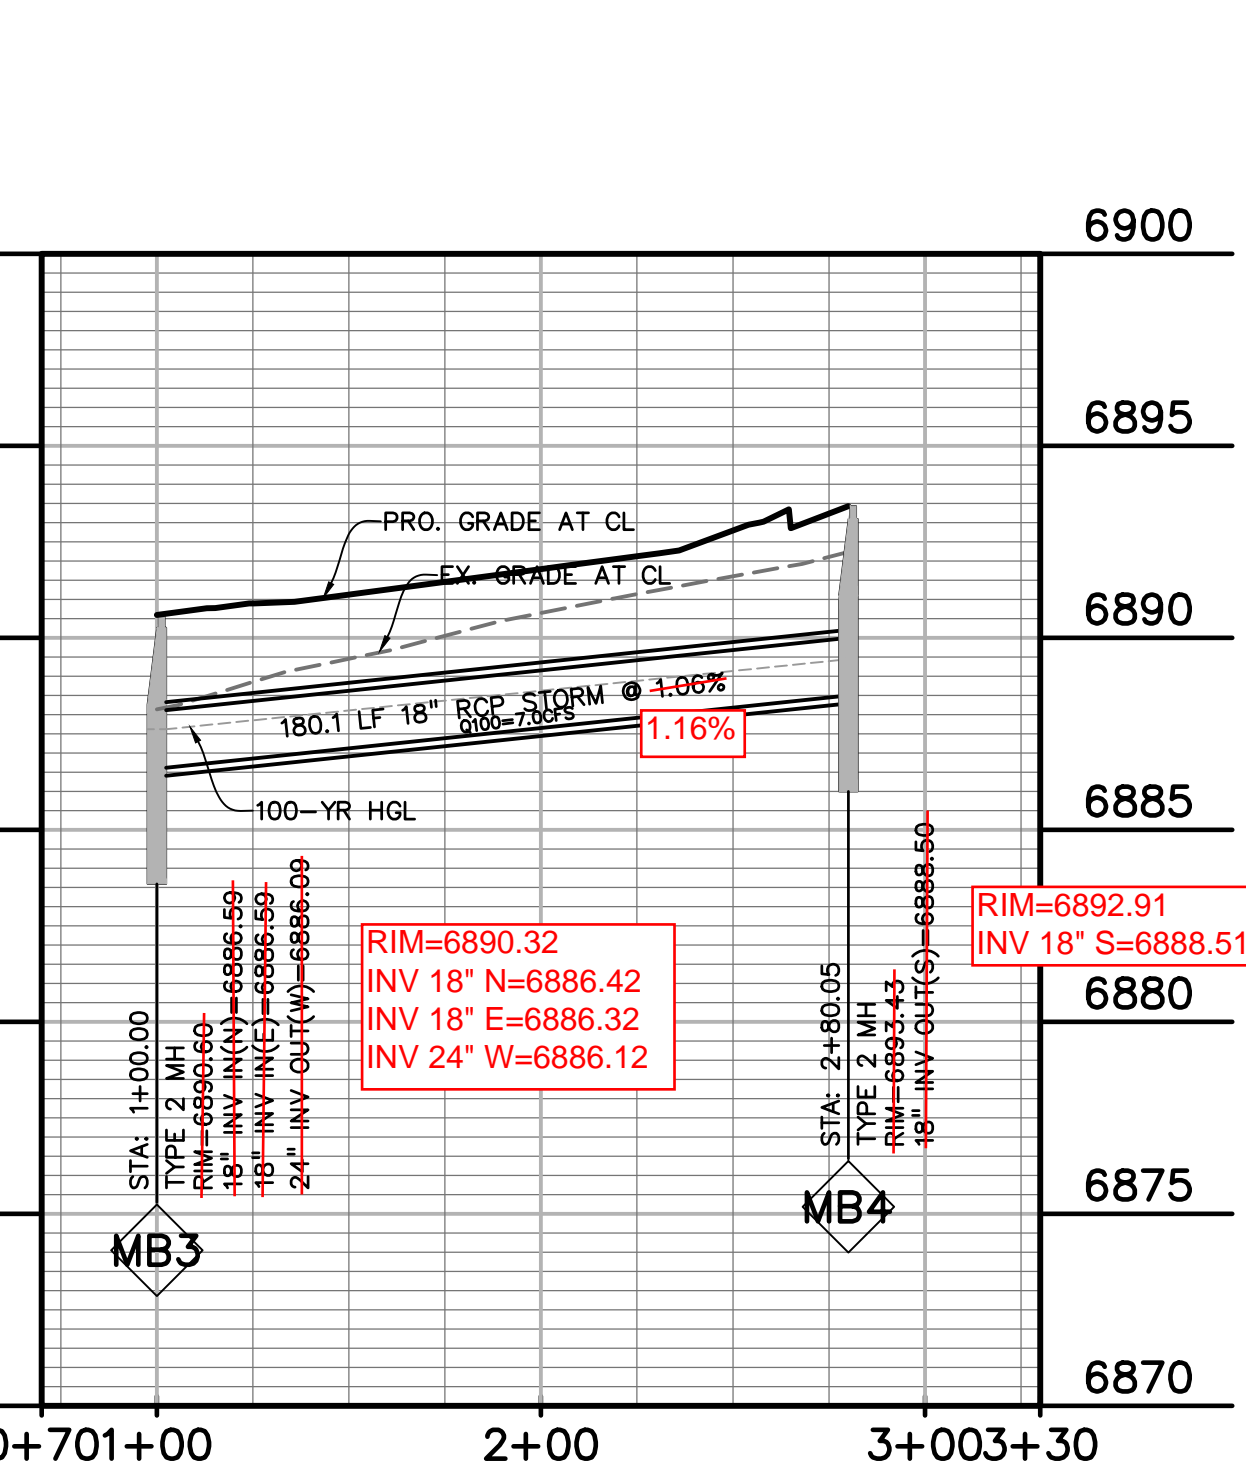 6900
6895
6890
6885
6880
6875
6870
PRO. GRADE AT CL
EX. GRADE AT CL
180.1 LF 18" RCP STORM @ 1.06%
Q100=7.0CFS
1.16%
100-YR HGL
STA: 1+00.00
TYPE 2 MH
RIM=6890.60
18" INV IN(N)=6886.59
18" INV IN(E)=6886.59
24" INV OUT(W)=6886.09
RIM=6890.32
INV 18" N=6886.42
INV 18" E=6886.32
INV 24" W=6886.12
STA: 2+80.05
TYPE 2 MH
RIM=6893.43
18" INV OUT(S)=6888.50
RIM=6892.91
INV 18" S=6888.51
MB3
MB4
0+70 1+00 2+00 3+00 3+30